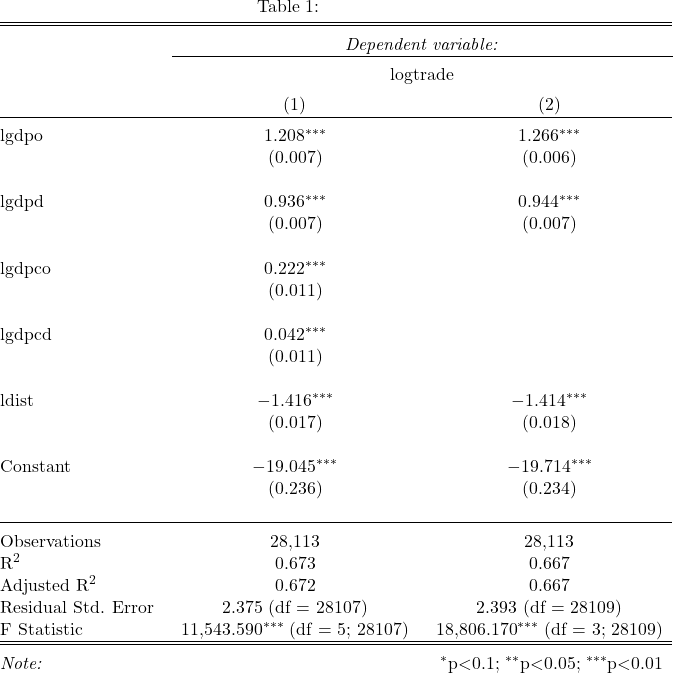 Table 1:
Dependent variable:
logtrade
(1) (2)
lgdpo 1.208*** 1.266***
(0.007) (0.006)
lgdpd 0.936*** 0.944***
(0.007) (0.007)
lgdpco 0.222***
(0.011)
lgdpcd 0.042***
(0.011)
ldist −1.416*** −1.414***
(0.017) (0.018)
Constant −19.045*** −19.714***
(0.236) (0.234)
Observations 28,113 28,113
R² 0.673 0.667
Adjusted R² 0.672 0.667
Residual Std. Error 2.375 (df = 28107) 2.393 (df = 28109)
F Statistic 11,543.590*** (df = 5; 28107) 18,806.170*** (df = 3; 28109)
Note: *p<0.1; **p<0.05; ***p<0.01